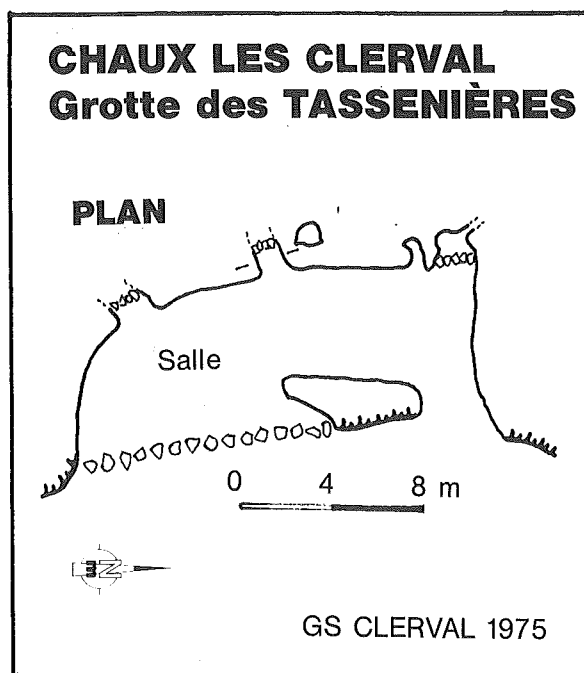 CHAUX LES CLERVAL
Grotte des TASSENIÈRES
PLAN
Salle
0 4 8 m
GS CLERVAL 1975